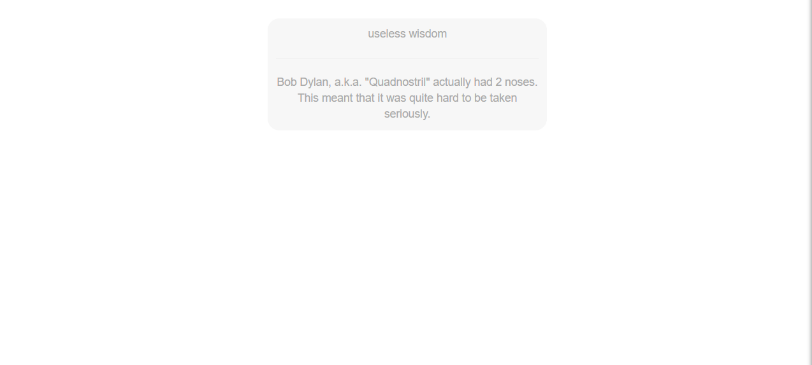 useless wisdom
Bob Dylan, a.k.a. "Quadnostril" actually had 2 noses.
This meant that it was quite hard to be taken
seriously.